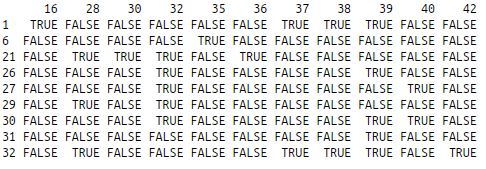 16 28 30 32 35 36 37 38 39 40 42
1 TRUE FALSE FALSE FALSE FALSE FALSE TRUE TRUE TRUE FALSE FALSE
6 FALSE FALSE FALSE FALSE TRUE FALSE FALSE FALSE FALSE FALSE FALSE
21 FALSE TRUE TRUE TRUE FALSE TRUE FALSE FALSE FALSE FALSE FALSE
26 FALSE FALSE FALSE TRUE FALSE FALSE FALSE FALSE TRUE FALSE FALSE
27 FALSE FALSE FALSE TRUE FALSE FALSE FALSE FALSE FALSE TRUE FALSE
29 FALSE TRUE FALSE TRUE FALSE FALSE FALSE FALSE FALSE FALSE FALSE
30 FALSE FALSE FALSE TRUE FALSE FALSE FALSE FALSE TRUE TRUE FALSE
31 FALSE FALSE FALSE FALSE FALSE FALSE FALSE FALSE FALSE FALSE FALSE
32 FALSE TRUE FALSE FALSE FALSE FALSE TRUE TRUE TRUE FALSE TRUE